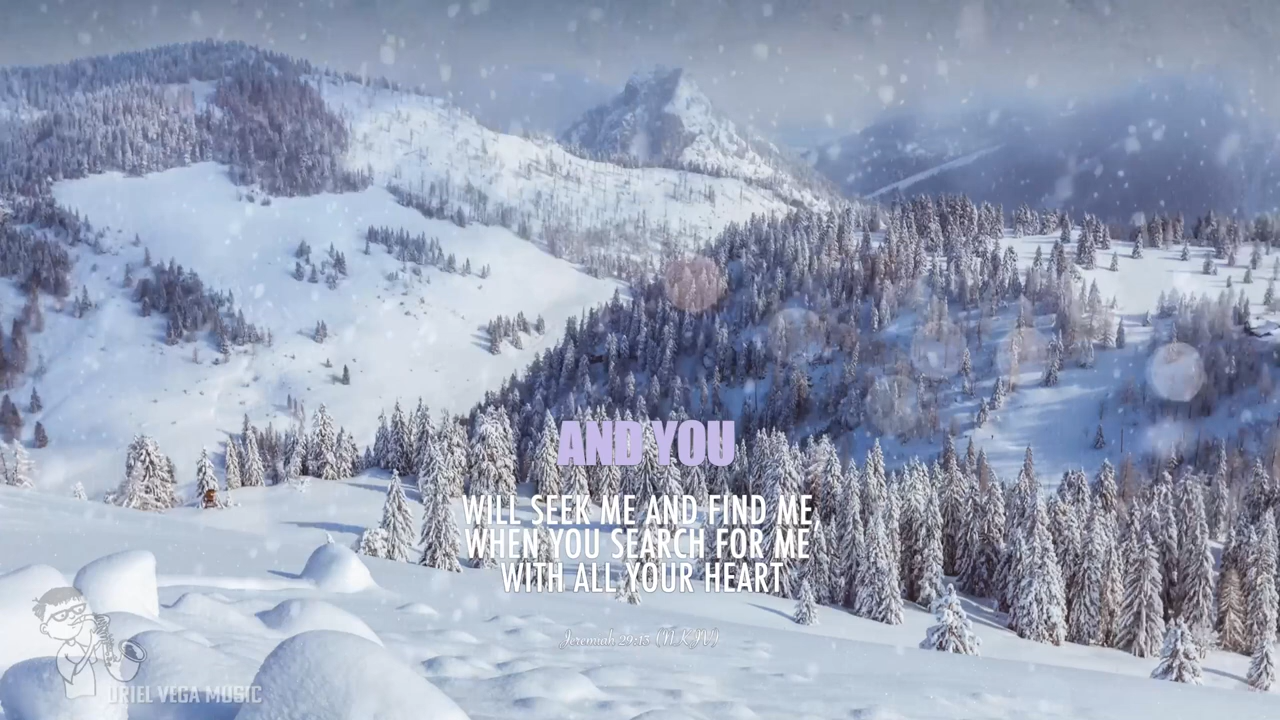 AND YOU
WILL SEEK ME AND FIND ME,
WHEN YOU SEARCH FOR ME
WITH ALL YOUR HEART
Jeremiah 29:13 (NKJV)
URIEL VEGA MUSIC